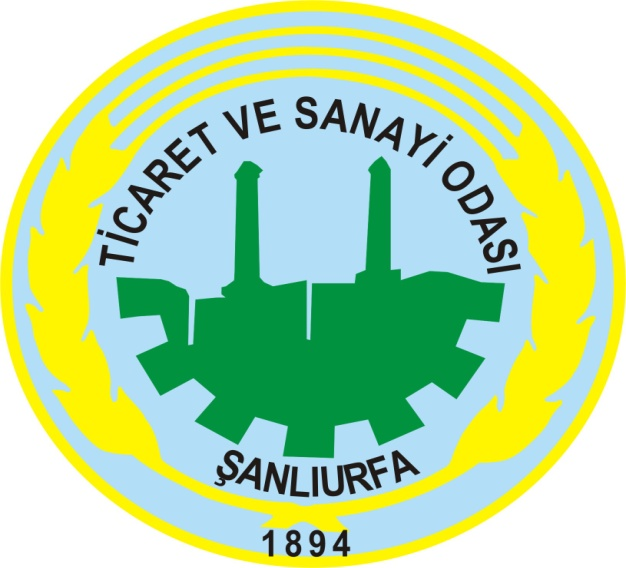 TİCARET VE SANAYİ ODASI
ŞANLIURFA
1894